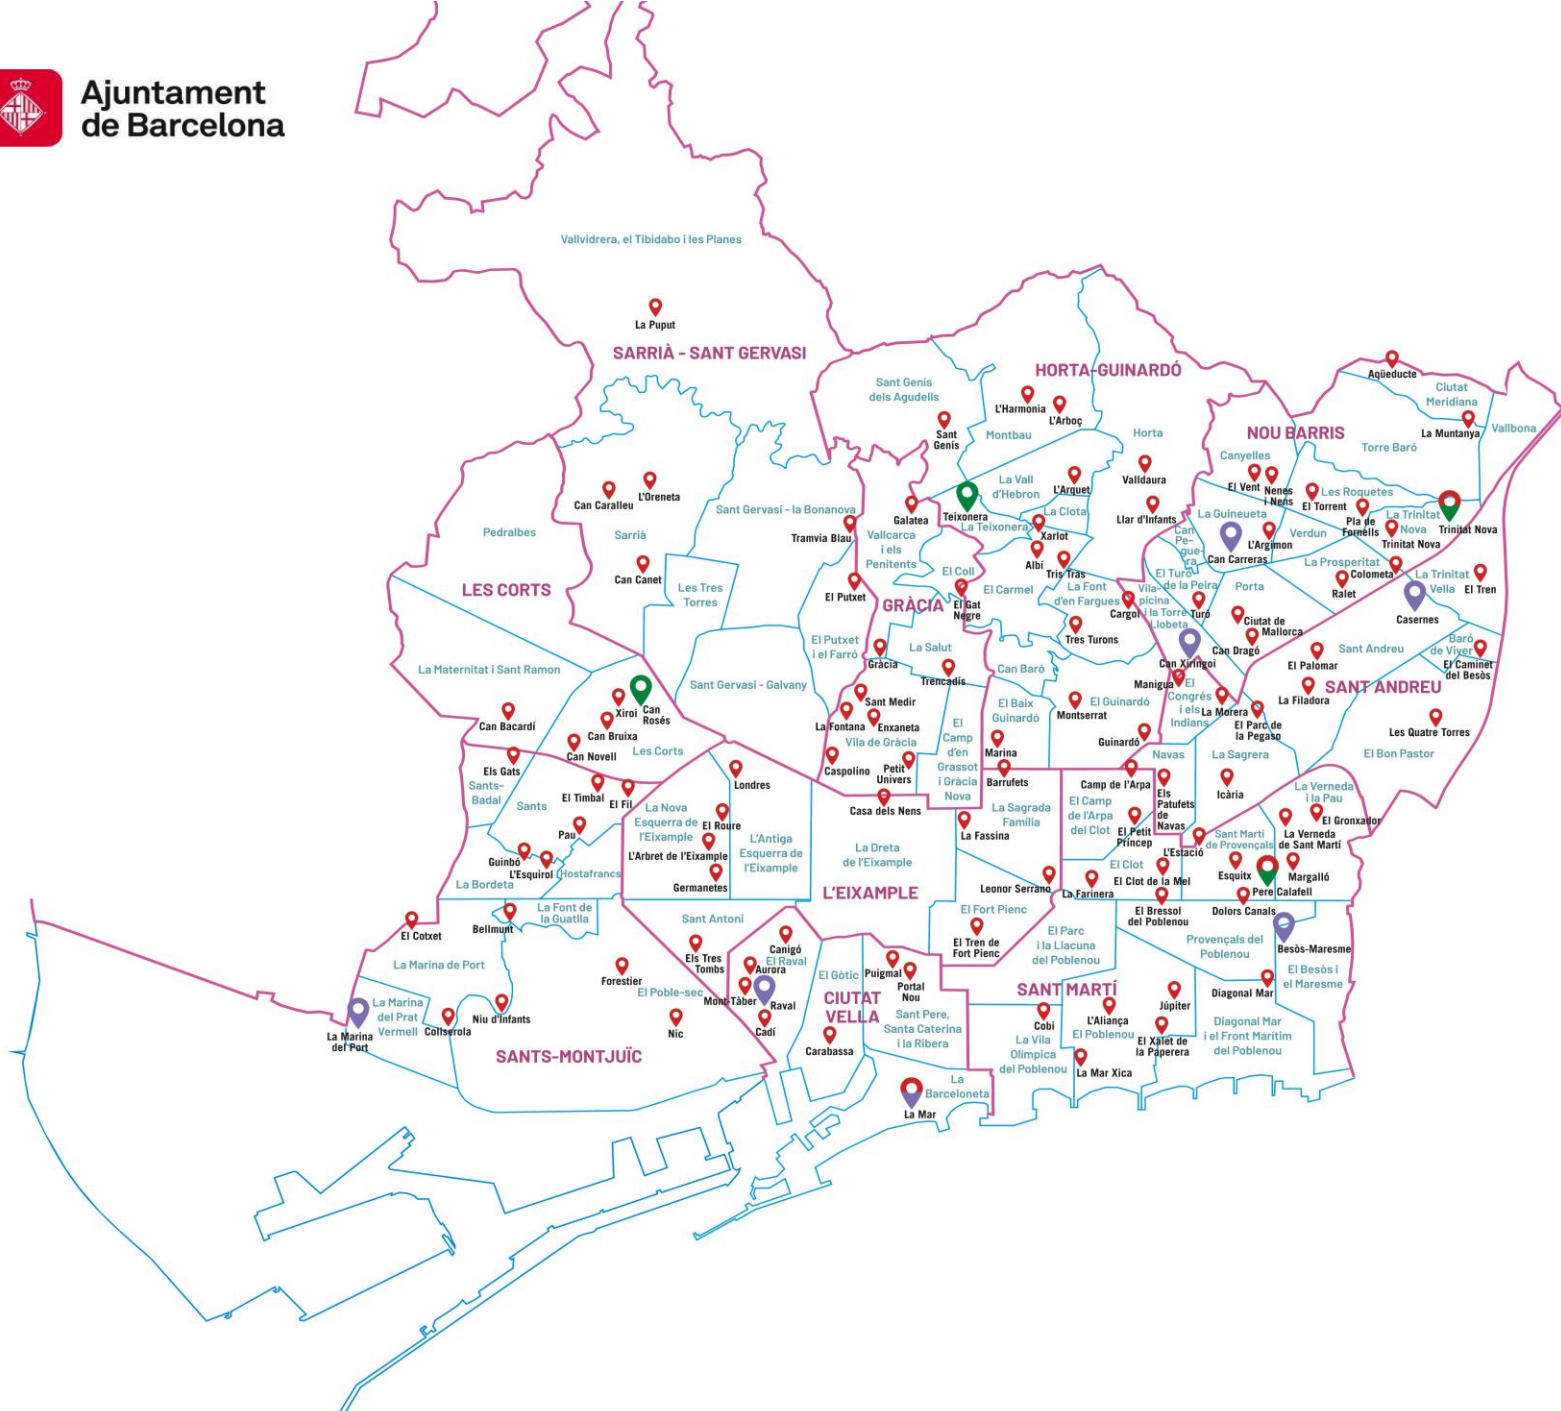 Ajuntament
de Barcelona
Vallvidrera, el Tibidabo i les Planes
La Puput
SARRIÀ - SANT GERVASI
Can Caralleu
L'Oreneta
Sarrià
Can Canet
Les Tres
Torres
Sant Gervasi - la Bonanova
Tramvia Blau
El Putxet
El Putxet
i el Farró
Sant Gervasi - Galvany
Pedralbes
LES CORTS
La Maternitat i Sant Ramon
Can Bacardí
Xiroi
Can
Rosés
Can Bruixa
Can Novell
Les Corts
HORTA-GUINARDÓ
Sant Genís
dels Agudells
Sant
Genís
L'Harmonia
L'Arboç
Montbau
Horta
La Vall
d'Hebron
L'Arquet
Valldaura
Teixonera
La Teixonera
La Clota
Xarlot
Llar d'Infants
Albí
Tris Tras
El Carmel
La Font
d'en Fargues
Cargol
Tres Turons
Can Baró
El Baix
Guinardó
Montserrat
El Guinardó
Guinardó
Marina
Barrufets
GRÀCIA
Galatea
Vallcarca
i els
Penitents
El Coll
El Gat
Negre
La Salut
Gràcia
Trencadís
Sant Medir
La Fontana
Enxaneta
Vila de Gràcia
Caspolino
Petit
Univers
El
Camp
d'en
Grassot
i Gràcia
Nova
NOU BARRIS
Aqüeducte
Ciutat
Meridiana
La Muntanya
Vallbona
Torre Baró
Canyelles
El Vent
Nenes
i Nens
Les Roquetes
El Torrent
Pla de
Fornells
La Trinitat
Nova
Trinitat Nova
Trinitat Nova
La Guineueta
Can
Pe-
gue-
ra
Can Carreras
L'Argimon
Verdun
La Prosperitat
Colometa
Ralet
El Turó
de la Peira
Porta
Vila-
picina
i la Torre
Llobeta
Turó
Ciutat de
Mallorca
Can Dragó
Can Xiringoi
SANT ANDREU
La Trinitat
Vella
El Tren
Casernes
Baró
de Viver
El Caminet
del Besòs
Sant Andreu
El Palomar
La Filadora
Les Quatre Torres
El Bon Pastor
Manigua
El
Congrés
i els
Indians
La Morera
El Parc de
la Pegaso
La Sagrera
Icària
Navas
Els
Patufets
de
Navas
SANTS-MONTJUÏC
Els Gats
Sants-
Badal
Sants
El Timbal
El Fil
Pau
Guinbó
L'Esquirol
Hostafrancs
La Bordeta
El Cotxet
Bellmunt
La Font de
la Guatlla
La Marina de Port
La Marina
del Prat
Vermell
La Marina
del Port
Collserola
Niu d'Infants
Forestier
El Poble-sec
Nic
L'EIXAMPLE
Londres
La Nova
Esquerra de
l'Eixample
El Roure
L'Arbret de l'Eixample
Germanetes
L'Antiga
Esquerra de
l'Eixample
Casa dels Nens
La Dreta
de l'Eixample
La Fassina
La Sagrada
Família
Leonor Serrano
El Fort Pienc
El Tren de
Fort Pienc
Sant Antoni
Els Tres
Tombs
CIUTAT
VELLA
Canigó
El Raval
Aurora
Mont-Tàber
Raval
Cadí
El Gòtic
Carabassa
Puigmal
Portal
Nou
Sant Pere,
Santa Caterina
i la Ribera
La
Barceloneta
La Mar
SANT MARTÍ
Camp de l'Arpa
El Camp
de l'Arpa
del Clot
El Petit
Príncep
L'Estació
El Clot
El Clot de la Mel
La Farinera
El Bressol
del Poblenou
La Verneda
i la Pau
El Gronxador
La Verneda
de Sant Martí
Sant Martí
de Provençals
Esquitx
Margalló
Pere Calafell
Dolors Canals
Besòs-Maresme
Provençals del
Poblenou
El Besòs i
el Maresme
El Parc
i la Llacuna
del Poblenou
Diagonal Mar
Diagonal Mar
i el Front Marítim
del Poblenou
Júpiter
L'Aliança
Cobi
El Poblenou
El Xalet de
la Paperera
La Vila
Olímpica
del Poblenou
La Mar Xica